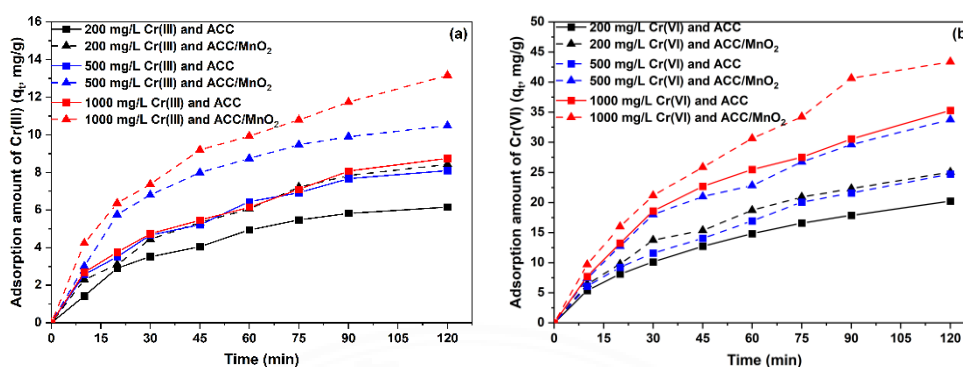 (a)
200 mg/L Cr(III) and ACC
200 mg/L Cr(III) and ACC/MnO₂
500 mg/L Cr(III) and ACC
500 mg/L Cr(III) and ACC/MnO₂
1000 mg/L Cr(III) and ACC
1000 mg/L Cr(III) and ACC/MnO₂
Adsorption amount of Cr(III) (qₜ, mg/g)
16
14
12
10
8
6
4
2
0
0 15 30 45 60 75 90 105 120
Time (min)
(b)
200 mg/L Cr(VI) and ACC
200 mg/L Cr(VI) and ACC/MnO₂
500 mg/L Cr(VI) and ACC
500 mg/L Cr(VI) and ACC/MnO₂
1000 mg/L Cr(VI) and ACC
1000 mg/L Cr(VI) and ACC/MnO₂
Adsorption amount of Cr(VI) (qₜ, mg/g)
50
45
40
35
30
25
20
15
10
5
0
0 15 30 45 60 75 90 105 120
Time (min)